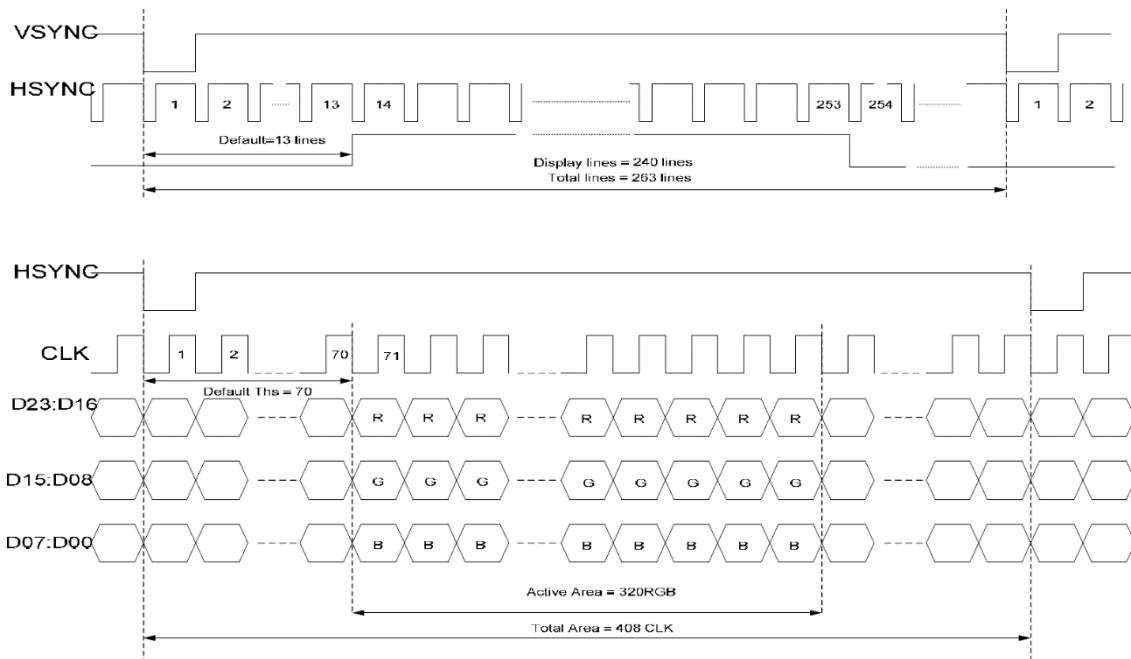 VSYNC
HSYNC
1 2 13 14 253 254 1 2
Default=13 lines
Display lines = 240 lines
Total lines = 263 lines
HSYNC
CLK
1 2 70 71
Default Ths = 70
D23:D16
R R R R R R R R
D15:D08
G G G G G G G G
D07:D00
B B B B B B B B
Active Area = 320RGB
Total Area = 408 CLK